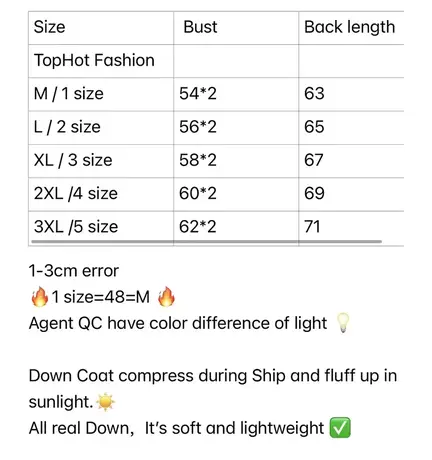 Size Bust Back length
TopHot Fashion
M / 1 size 54*2 63
L / 2 size 56*2 65
XL / 3 size 58*2 67
2XL /4 size 60*2 69
3XL /5 size 62*2 71
1-3cm error
🔥1 size=48=M 🔥
Agent QC have color difference of light 💡
Down Coat compress during Ship and fluff up in
sunlight.☀️
All real Down，It’s soft and lightweight ✅